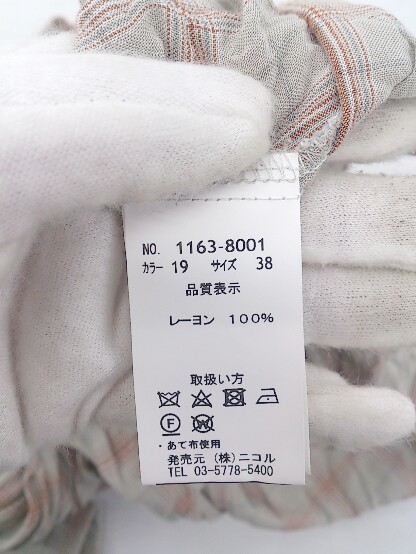 NO. 1163-8001
カラー 19 サイズ 38
品質表示
レーヨン 100%
取扱い方
F W
・あて布使用
発売元 (株)ニコル
TEL 03-5778-5400